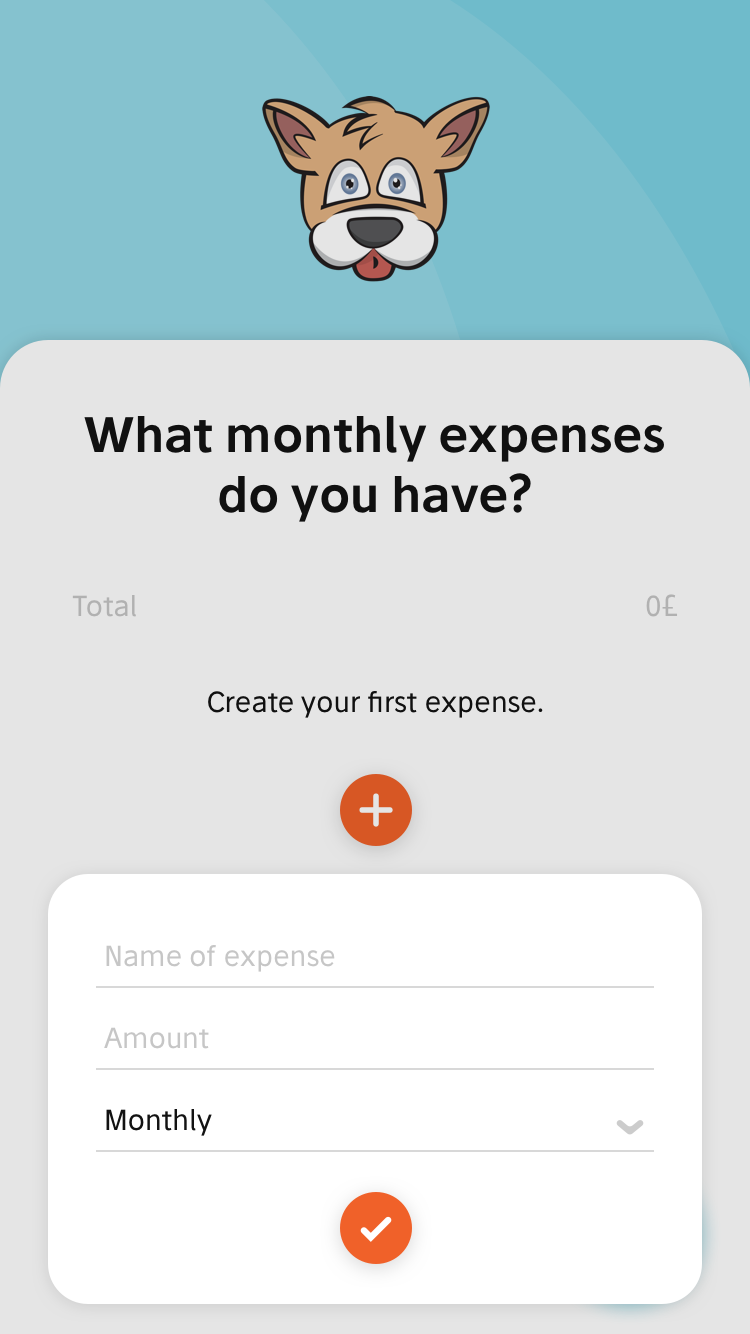 What monthly expenses
do you have?
Total 0£
Create your first expense.
Name of expense
Amount
Monthly